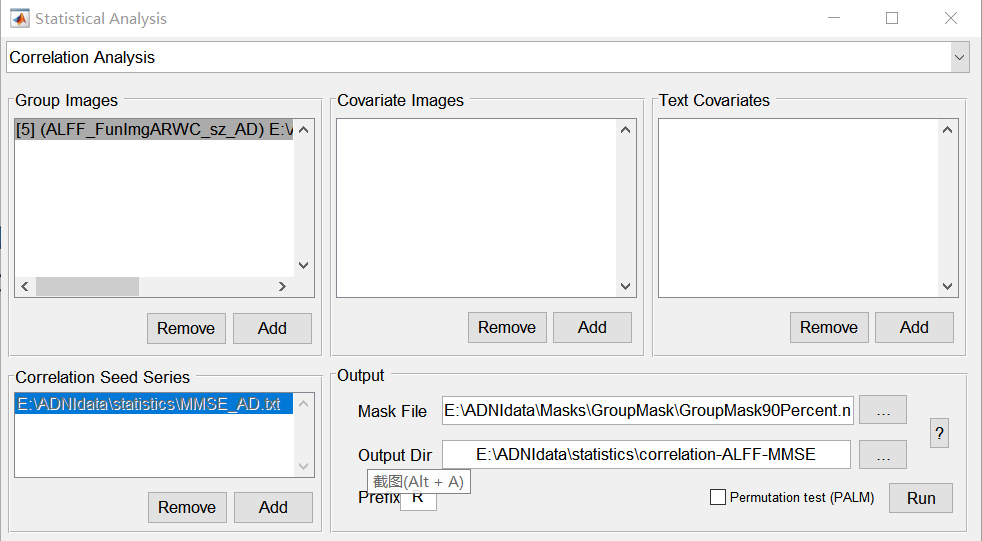 Statistical Analysis
Correlation Analysis
Group Images
[5] (ALFF_FunImgARWC_sz_AD) E:\
Remove
Add
Covariate Images
Remove
Add
Text Covariates
Remove
Add
Correlation Seed Series
E:\ADNIdata\statistics\MMSE_AD.txt
Remove
Add
Output
Mask File
E:\ADNIdata\Masks\GroupMask\GroupMask90Percent.n
...
Output Dir
E:\ADNIdata\statistics\correlation-ALFF-MMSE
...
?
截图(Alt + A)
Prefix
R
Permutation test (PALM)
Run